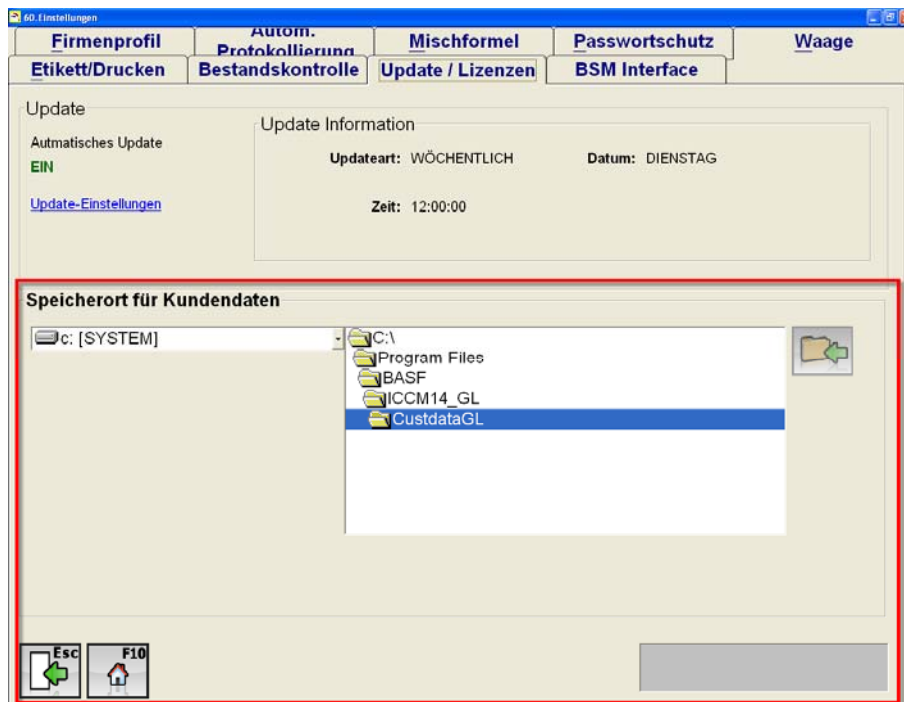 60.Einstellungen
Firmenprofil
Autom.
Protokollierung
Mischformel
Passwortschutz
Waage
Etikett/Drucken
Bestandskontrolle
Update / Lizenzen
BSM Interface
Update
Autmatisches Update
EIN
Update-Einstellungen
Update Information
Updateart: WÖCHENTLICH
Datum: DIENSTAG
Zeit: 12:00:00
Speicherort für Kundendaten
c: [SYSTEM]
C:\
Program Files
BASF
ICCM14_GL
CustdataGL
Esc
F10